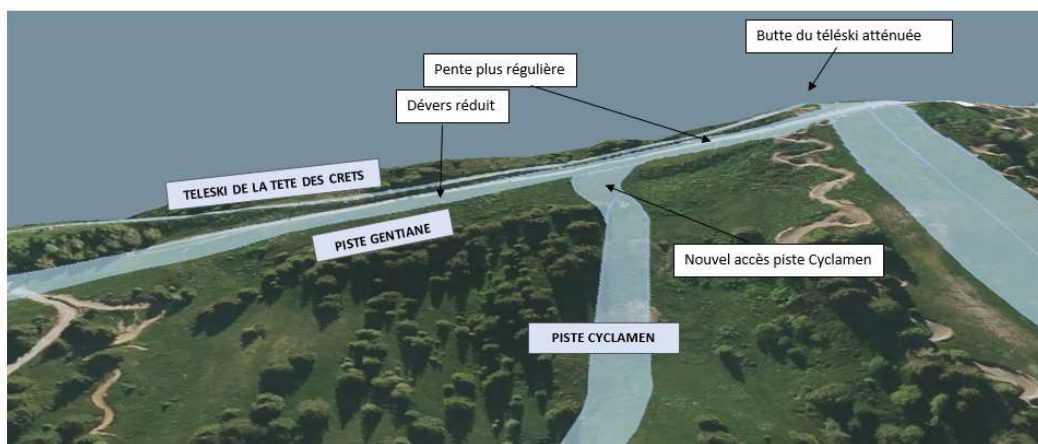 Butte du téléski atténuée
Pente plus régulière
Dévers réduit
TELESKI DE LA TETE DES CRETS
PISTE GENTIANE
Nouvel accès piste Cyclamen
PISTE CYCLAMEN